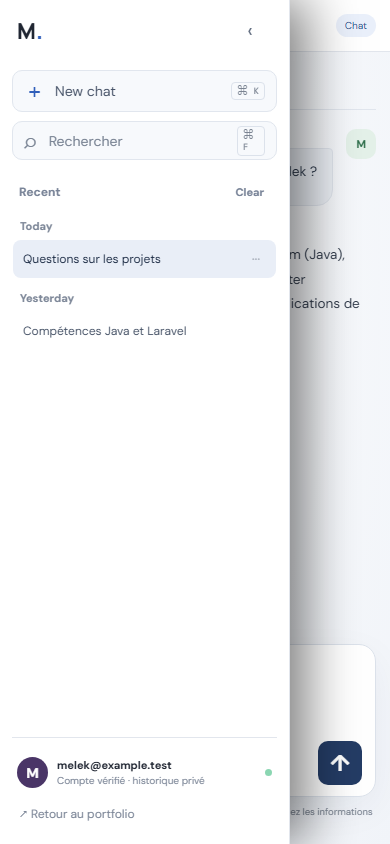 M.
‹
Chat
+ New chat ⌘ K
Rechercher ⌘ F
M
lek ?
Recent Clear
Today
Questions sur les projets ...
m (Java),
ter
ications de
Yesterday
Compétences Java et Laravel
M
melek@example.test
Compte vérifié · historique privé
↗ Retour au portfolio
ez les informations